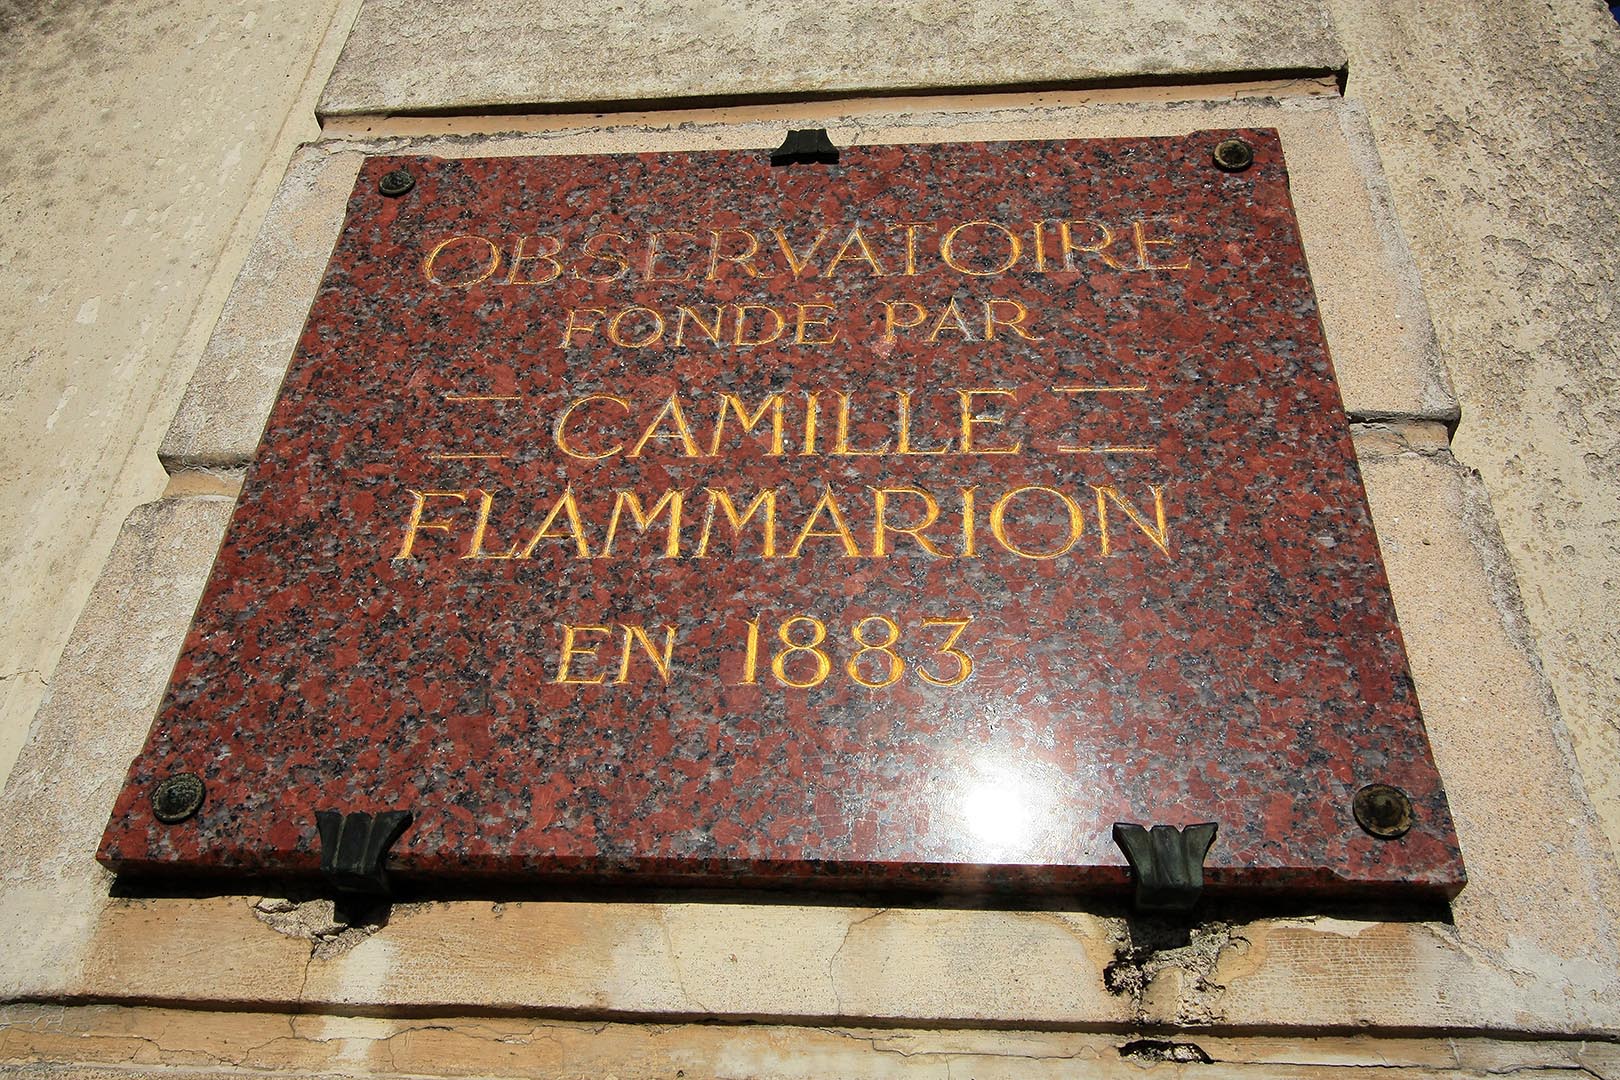 OBSERVATOIRE
FONDE PAR
CAMILLE
FLAMMARION
EN 1883